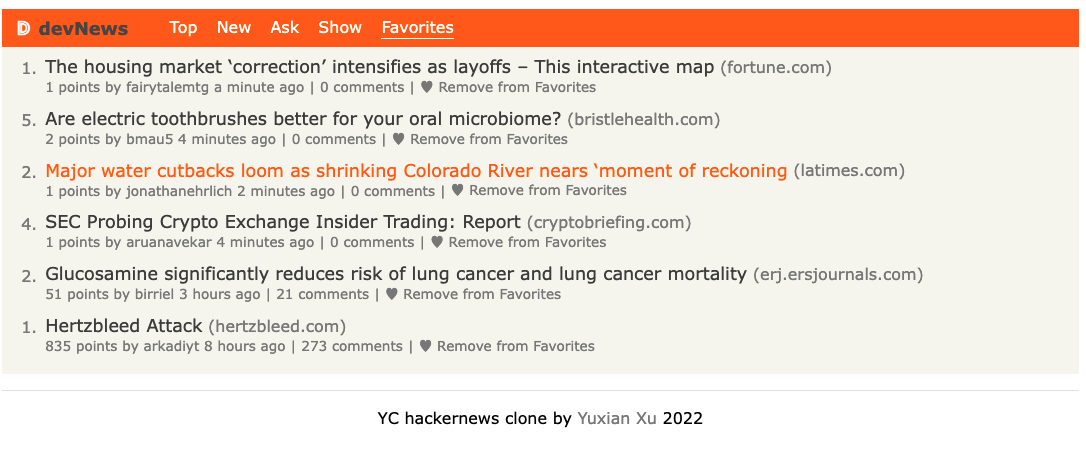 D devNews Top New Ask Show Favorites
1. The housing market ‘correction’ intensifies as layoffs – This interactive map (fortune.com)
1 points by fairytalemtg a minute ago | 0 comments | ♥ Remove from Favorites
5. Are electric toothbrushes better for your oral microbiome? (bristlehealth.com)
2 points by bmau5 4 minutes ago | 0 comments | ♥ Remove from Favorites
2. Major water cutbacks loom as shrinking Colorado River nears ‘moment of reckoning (latimes.com)
1 points by jonathanehrlich 2 minutes ago | 0 comments | ♥ Remove from Favorites
4. SEC Probing Crypto Exchange Insider Trading: Report (cryptobriefing.com)
1 points by aruanavekar 4 minutes ago | 0 comments | ♥ Remove from Favorites
2. Glucosamine significantly reduces risk of lung cancer and lung cancer mortality (erj.ersjournals.com)
51 points by birriel 3 hours ago | 21 comments | ♥ Remove from Favorites
1. Hertzbleed Attack (hertzbleed.com)
835 points by arkadiyt 8 hours ago | 273 comments | ♥ Remove from Favorites
YC hackernews clone by Yuxian Xu 2022